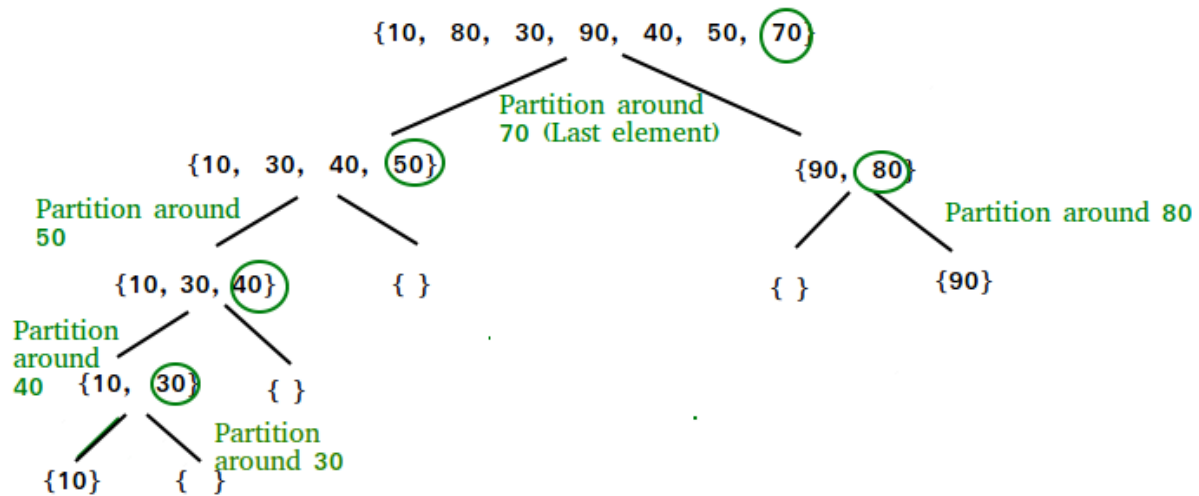 {10, 80, 30, 90, 40, 50, 70}
Partition around
70 (Last element)
{10, 30, 40, 50}
{90, 80}
Partition around
50
Partition around 80
{10, 30, 40}
{ }
{ }
{90}
Partition
around
40
{10, 30}
{ }
Partition
around 30
{10}
{ }